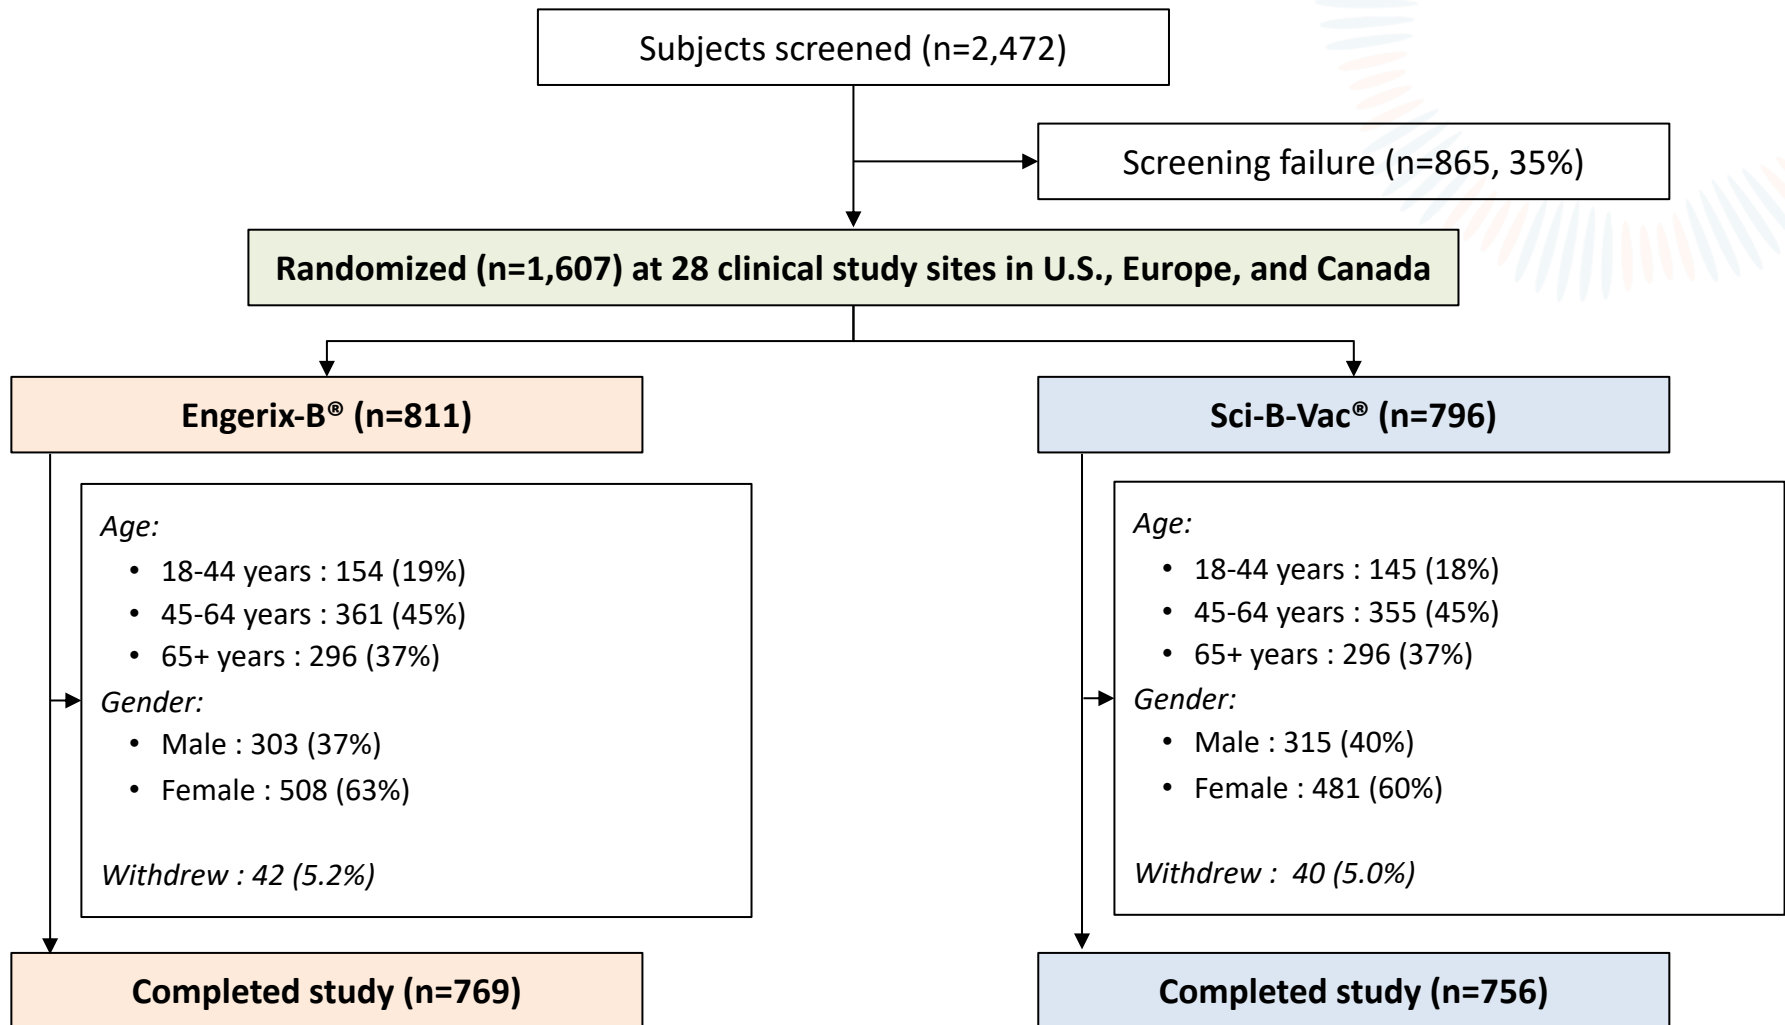 Subjects screened (n=2,472)
Screening failure (n=865, 35%)
Randomized (n=1,607) at 28 clinical study sites in U.S., Europe, and Canada
Engerix-B® (n=811)
Age:
• 18-44 years : 154 (19%)
• 45-64 years : 361 (45%)
• 65+ years : 296 (37%)
Gender:
• Male : 303 (37%)
• Female : 508 (63%)
Withdrew : 42 (5.2%)
Completed study (n=769)
Sci-B-Vac® (n=796)
Age:
• 18-44 years : 145 (18%)
• 45-64 years : 355 (45%)
• 65+ years : 296 (37%)
Gender:
• Male : 315 (40%)
• Female : 481 (60%)
Withdrew :  40 (5.0%)
Completed study (n=756)